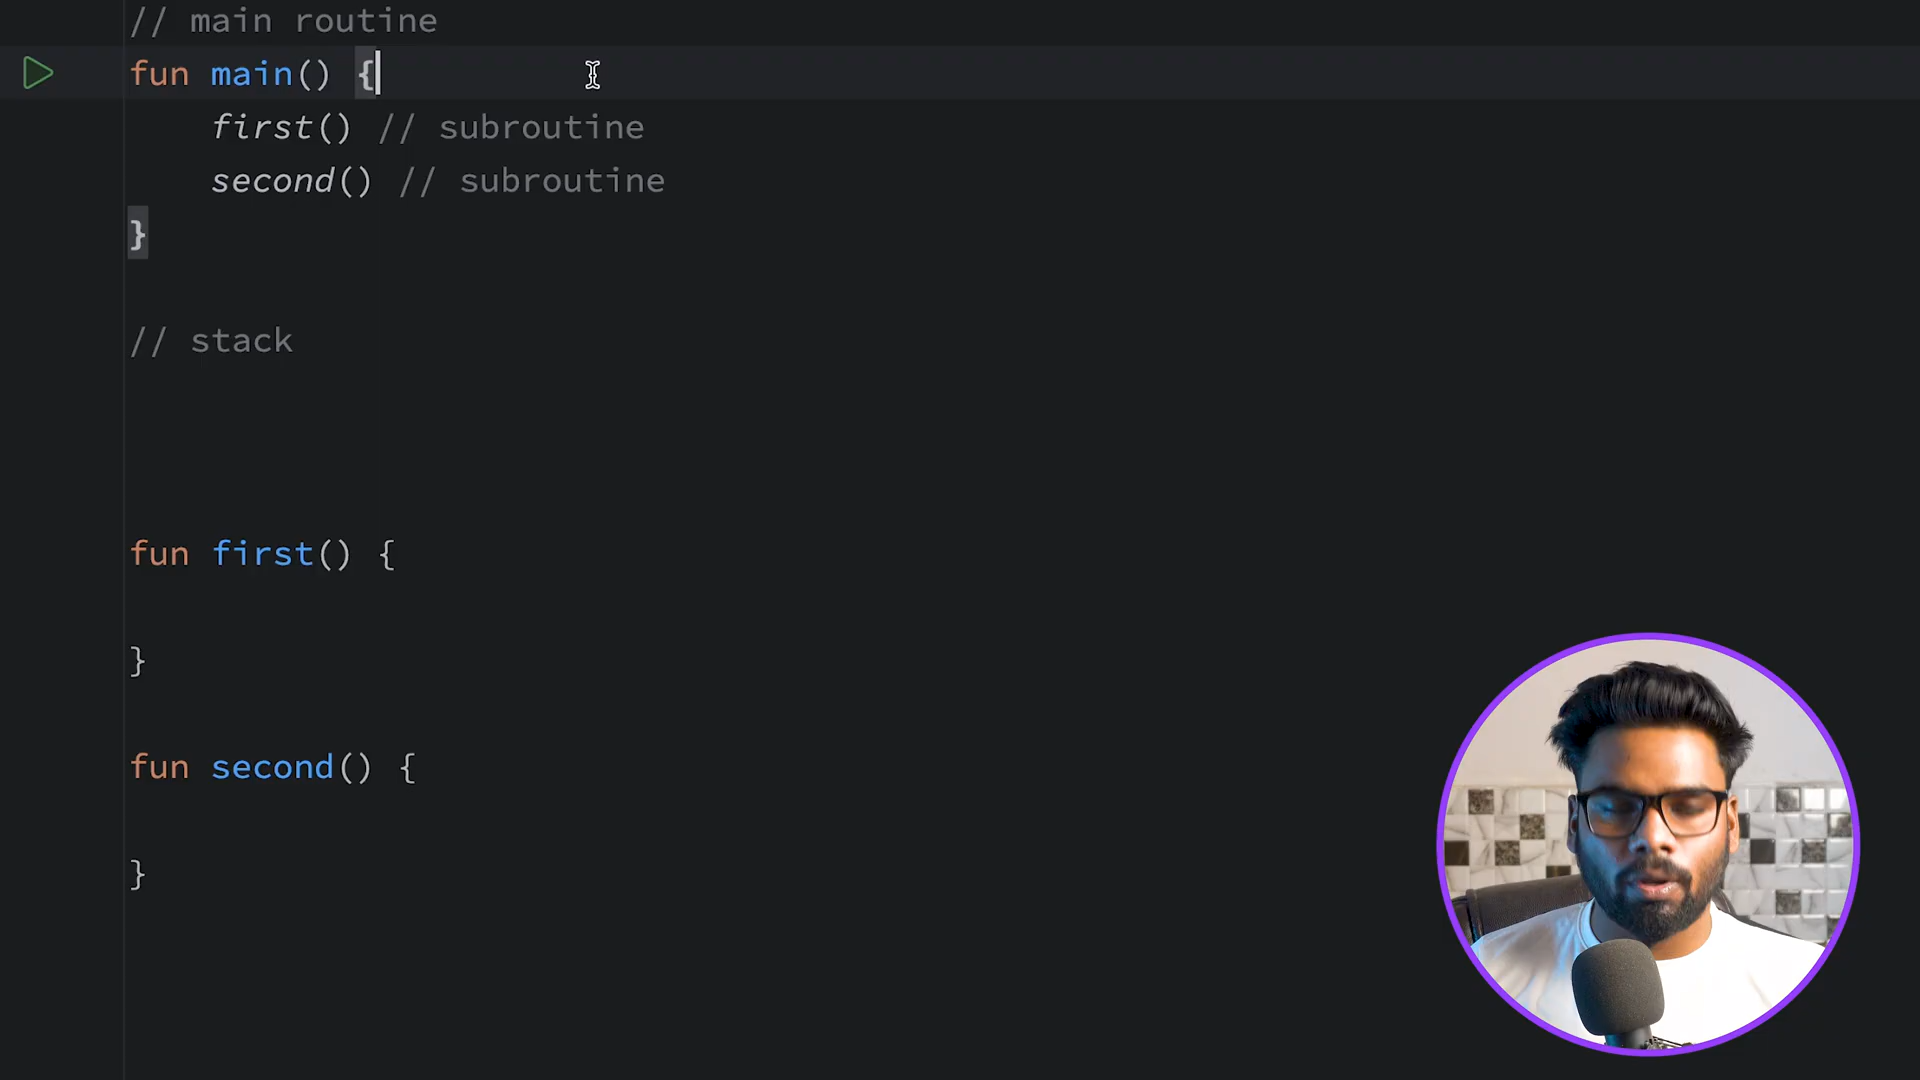 // main routine
fun main() {
first() // subroutine
second() // subroutine
}
// stack
fun first() {
}
fun second() {
}